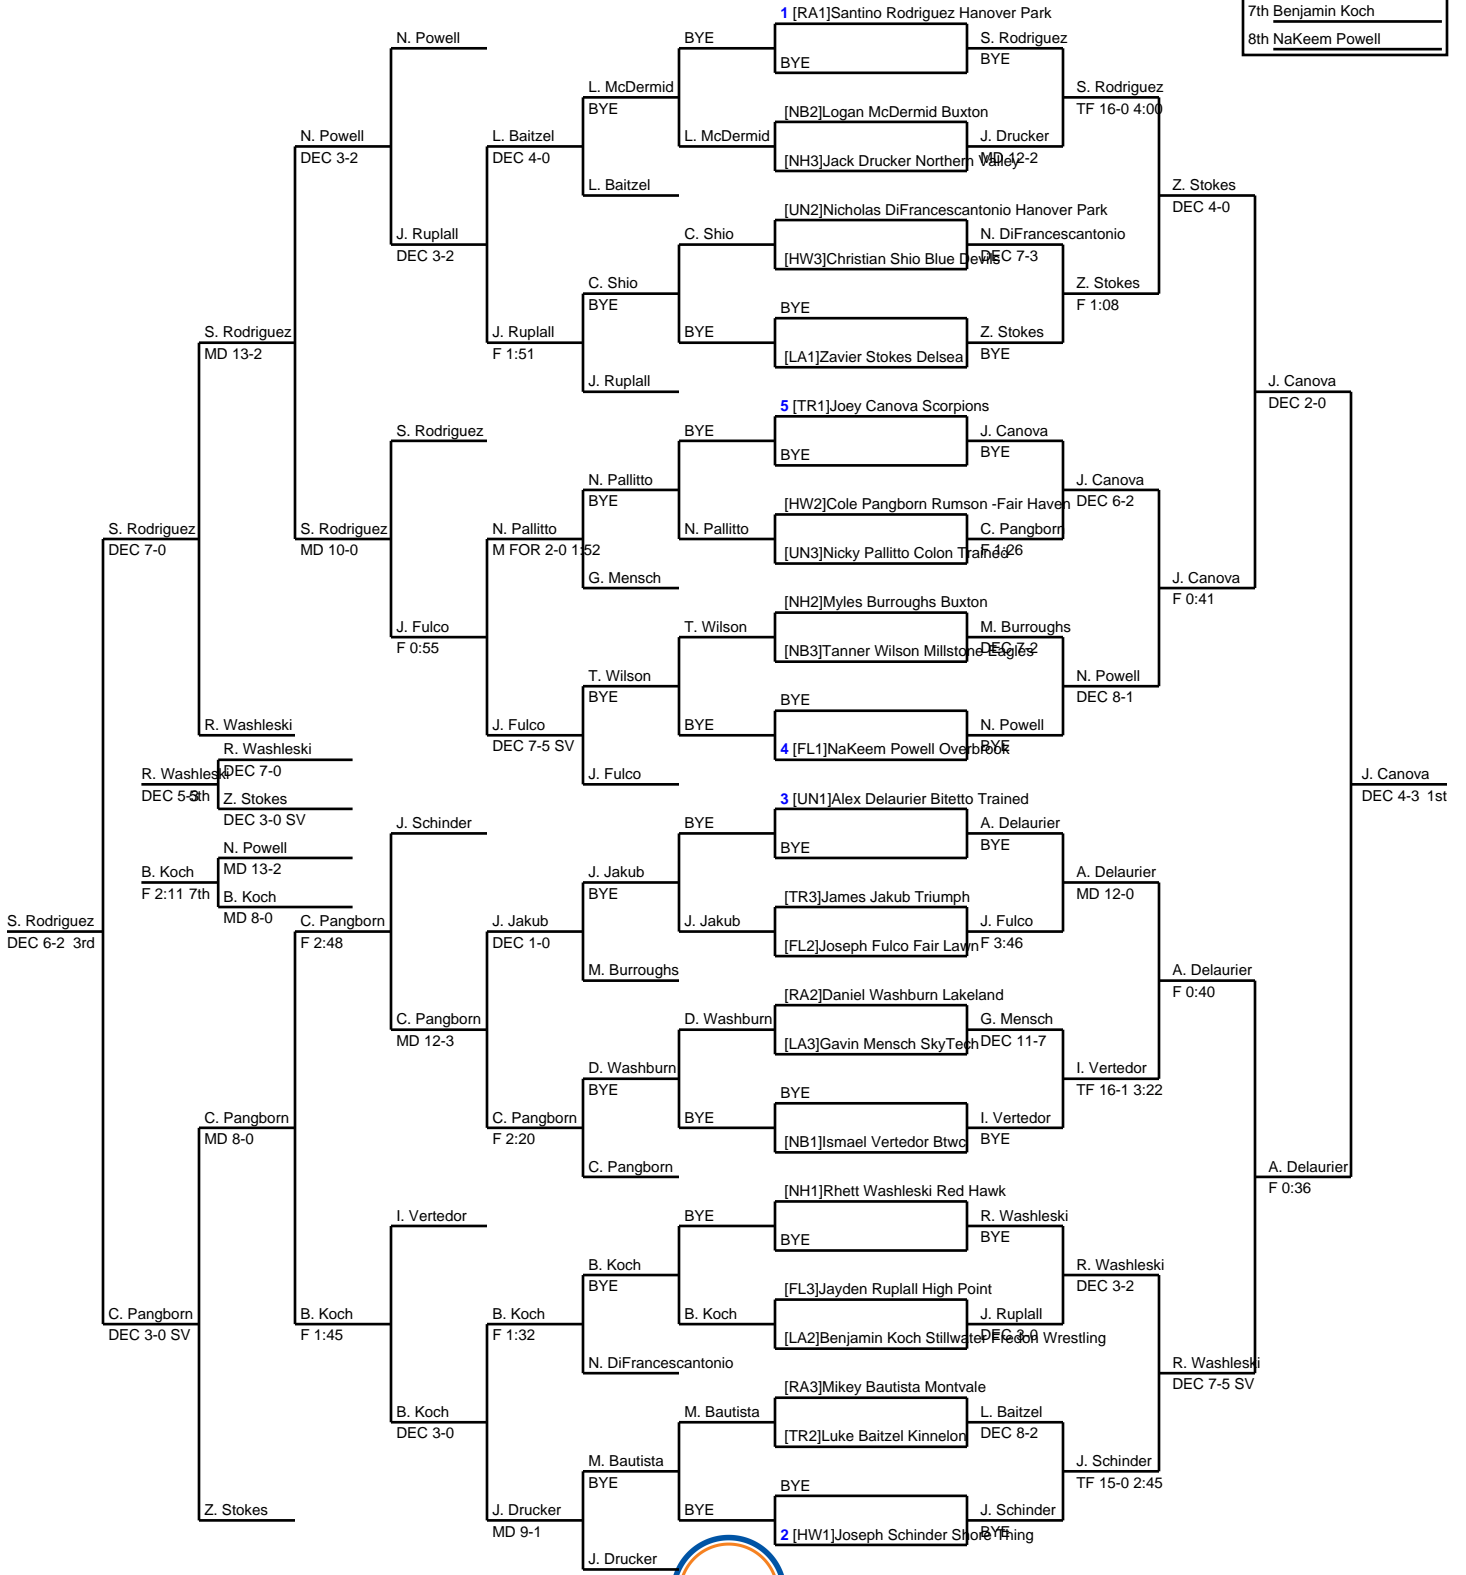 1 [RA1]Santino Rodriguez Hanover Park
7th Benjamin Koch
8th NaKeem Powell
N. Powell
BYE
S. Rodriguez
BYE
BYE
L. McDermid
BYE
S. Rodriguez
TF 16-0 4:00
[NB2]Logan McDermid Buxton
N. Powell
DEC 3-2
L. Baitzel
DEC 4-0
L. McDermid
J. Drucker
MD 12-2
[NH3]Jack Drucker Northern Valley
L. Baitzel
Z. Stokes
DEC 4-0
[UN2]Nicholas DiFrancescantonio Hanover Park
J. Ruplall
DEC 3-2
C. Shio
N. DiFrancescantonio
DEC 7-3
[HW3]Christian Shio Blue Devils
C. Shio
BYE
Z. Stokes
F 1:08
BYE
S. Rodriguez
MD 13-2
J. Ruplall
F 1:51
BYE
Z. Stokes
BYE
[LA1]Zavier Stokes Delsea
J. Ruplall
J. Canova
DEC 2-0
5 [TR1]Joey Canova Scorpions
S. Rodriguez
BYE
J. Canova
BYE
BYE
N. Pallitto
BYE
J. Canova
DEC 6-2
[HW2]Cole Pangborn Rumson -Fair Haven
S. Rodriguez
DEC 7-0
S. Rodriguez
MD 10-0
N. Pallitto
M FOR 2-0 1:52
N. Pallitto
C. Pangborn
F 1:26
[UN3]Nicky Pallitto Colon Trained
G. Mensch
J. Canova
F 0:41
[NH2]Myles Burroughs Buxton
J. Fulco
F 0:55
T. Wilson
M. Burroughs
DEC 7-2
[NB3]Tanner Wilson Millstone Eagles
T. Wilson
BYE
N. Powell
DEC 8-1
BYE
R. Washleski
J. Fulco
DEC 7-5 SV
BYE
N. Powell
BYE
4 [FL1]NaKeem Powell Overbrook
R. Washleski
DEC 7-0
R. Washleski
DEC 5-3
5th
J. Fulco
J. Canova
DEC 4-3 1st
Z. Stokes
DEC 3-0 SV
3 [UN1]Alex Delaurier Bitetto Trained
J. Schinder
BYE
A. Delaurier
BYE
BYE
N. Powell
MD 13-2
B. Koch
F 2:11 7th
J. Jakub
BYE
A. Delaurier
MD 12-0
B. Koch
MD 8-0
[TR3]James Jakub Triumph
S. Rodriguez
DEC 6-2 3rd
C. Pangborn
F 2:48
J. Jakub
DEC 1-0
J. Jakub
J. Fulco
F 3:46
[FL2]Joseph Fulco Fair Lawn
M. Burroughs
A. Delaurier
F 0:40
[RA2]Daniel Washburn Lakeland
C. Pangborn
MD 12-3
D. Washburn
G. Mensch
DEC 11-7
[LA3]Gavin Mensch SkyTech
D. Washburn
BYE
I. Vertedor
TF 16-1 3:22
BYE
C. Pangborn
MD 8-0
C. Pangborn
F 2:20
BYE
I. Vertedor
BYE
[NB1]Ismael Vertedor Btwc
C. Pangborn
A. Delaurier
F 0:36
[NH1]Rhett Washleski Red Hawk
I. Vertedor
BYE
R. Washleski
BYE
BYE
B. Koch
BYE
R. Washleski
DEC 3-2
[FL3]Jayden Ruplall High Point
C. Pangborn
DEC 3-0 SV
B. Koch
F 1:45
B. Koch
F 1:32
B. Koch
J. Ruplall
DEC 3-0
[LA2]Benjamin Koch Stillwater Fredon Wrestling
N. DiFrancescantonio
R. Washleski
DEC 7-5 SV
[RA3]Mikey Bautista Montvale
B. Koch
DEC 3-0
M. Bautista
L. Baitzel
DEC 8-2
[TR2]Luke Baitzel Kinnelon
M. Bautista
BYE
J. Schinder
TF 15-0 2:45
BYE
Z. Stokes
J. Drucker
MD 9-1
BYE
J. Schinder
BYE
2 [HW1]Joseph Schinder Shore Thing
J. Drucker